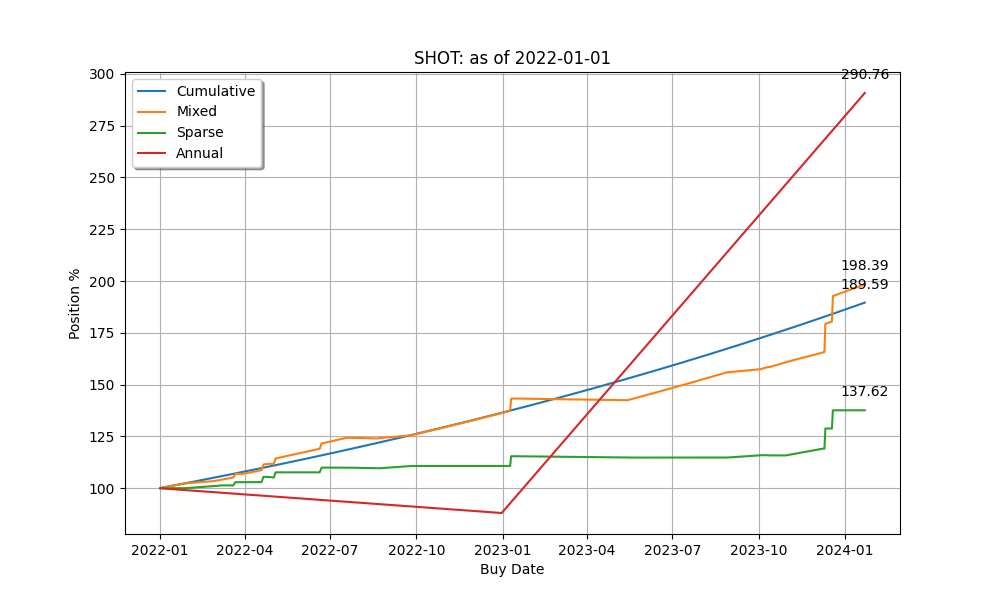 SHOT: as of 2022-01-01
300
275
250
225
200
175
150
125
100
Position %
Cumulative
Mixed
Sparse
Annual
290.76
198.39
189.59
137.62
2022-01 2022-04 2022-07 2022-10 2023-01 2023-04 2023-07 2023-10 2024-01
Buy Date